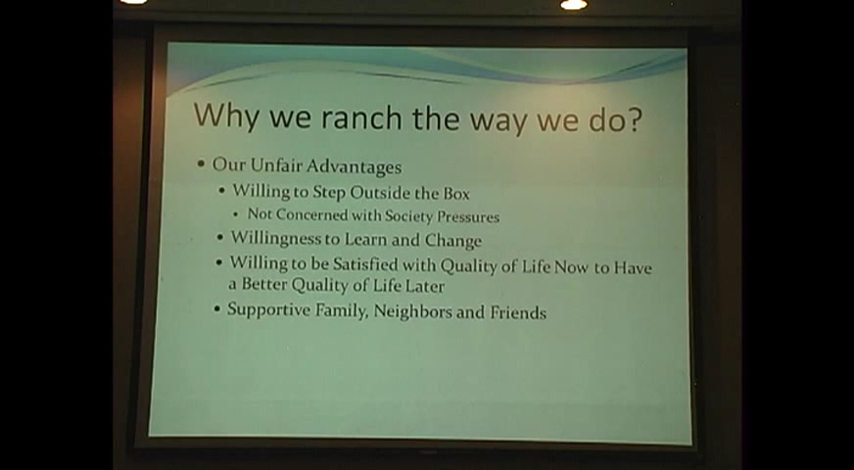 Why we ranch the way we do?
• Our Unfair Advantages
• Willing to Step Outside the Box
• Not Concerned with Society Pressures
• Willingness to Learn and Change
• Willing to be Satisfied with Quality of Life Now to Have
a Better Quality of Life Later
• Supportive Family, Neighbors and Friends